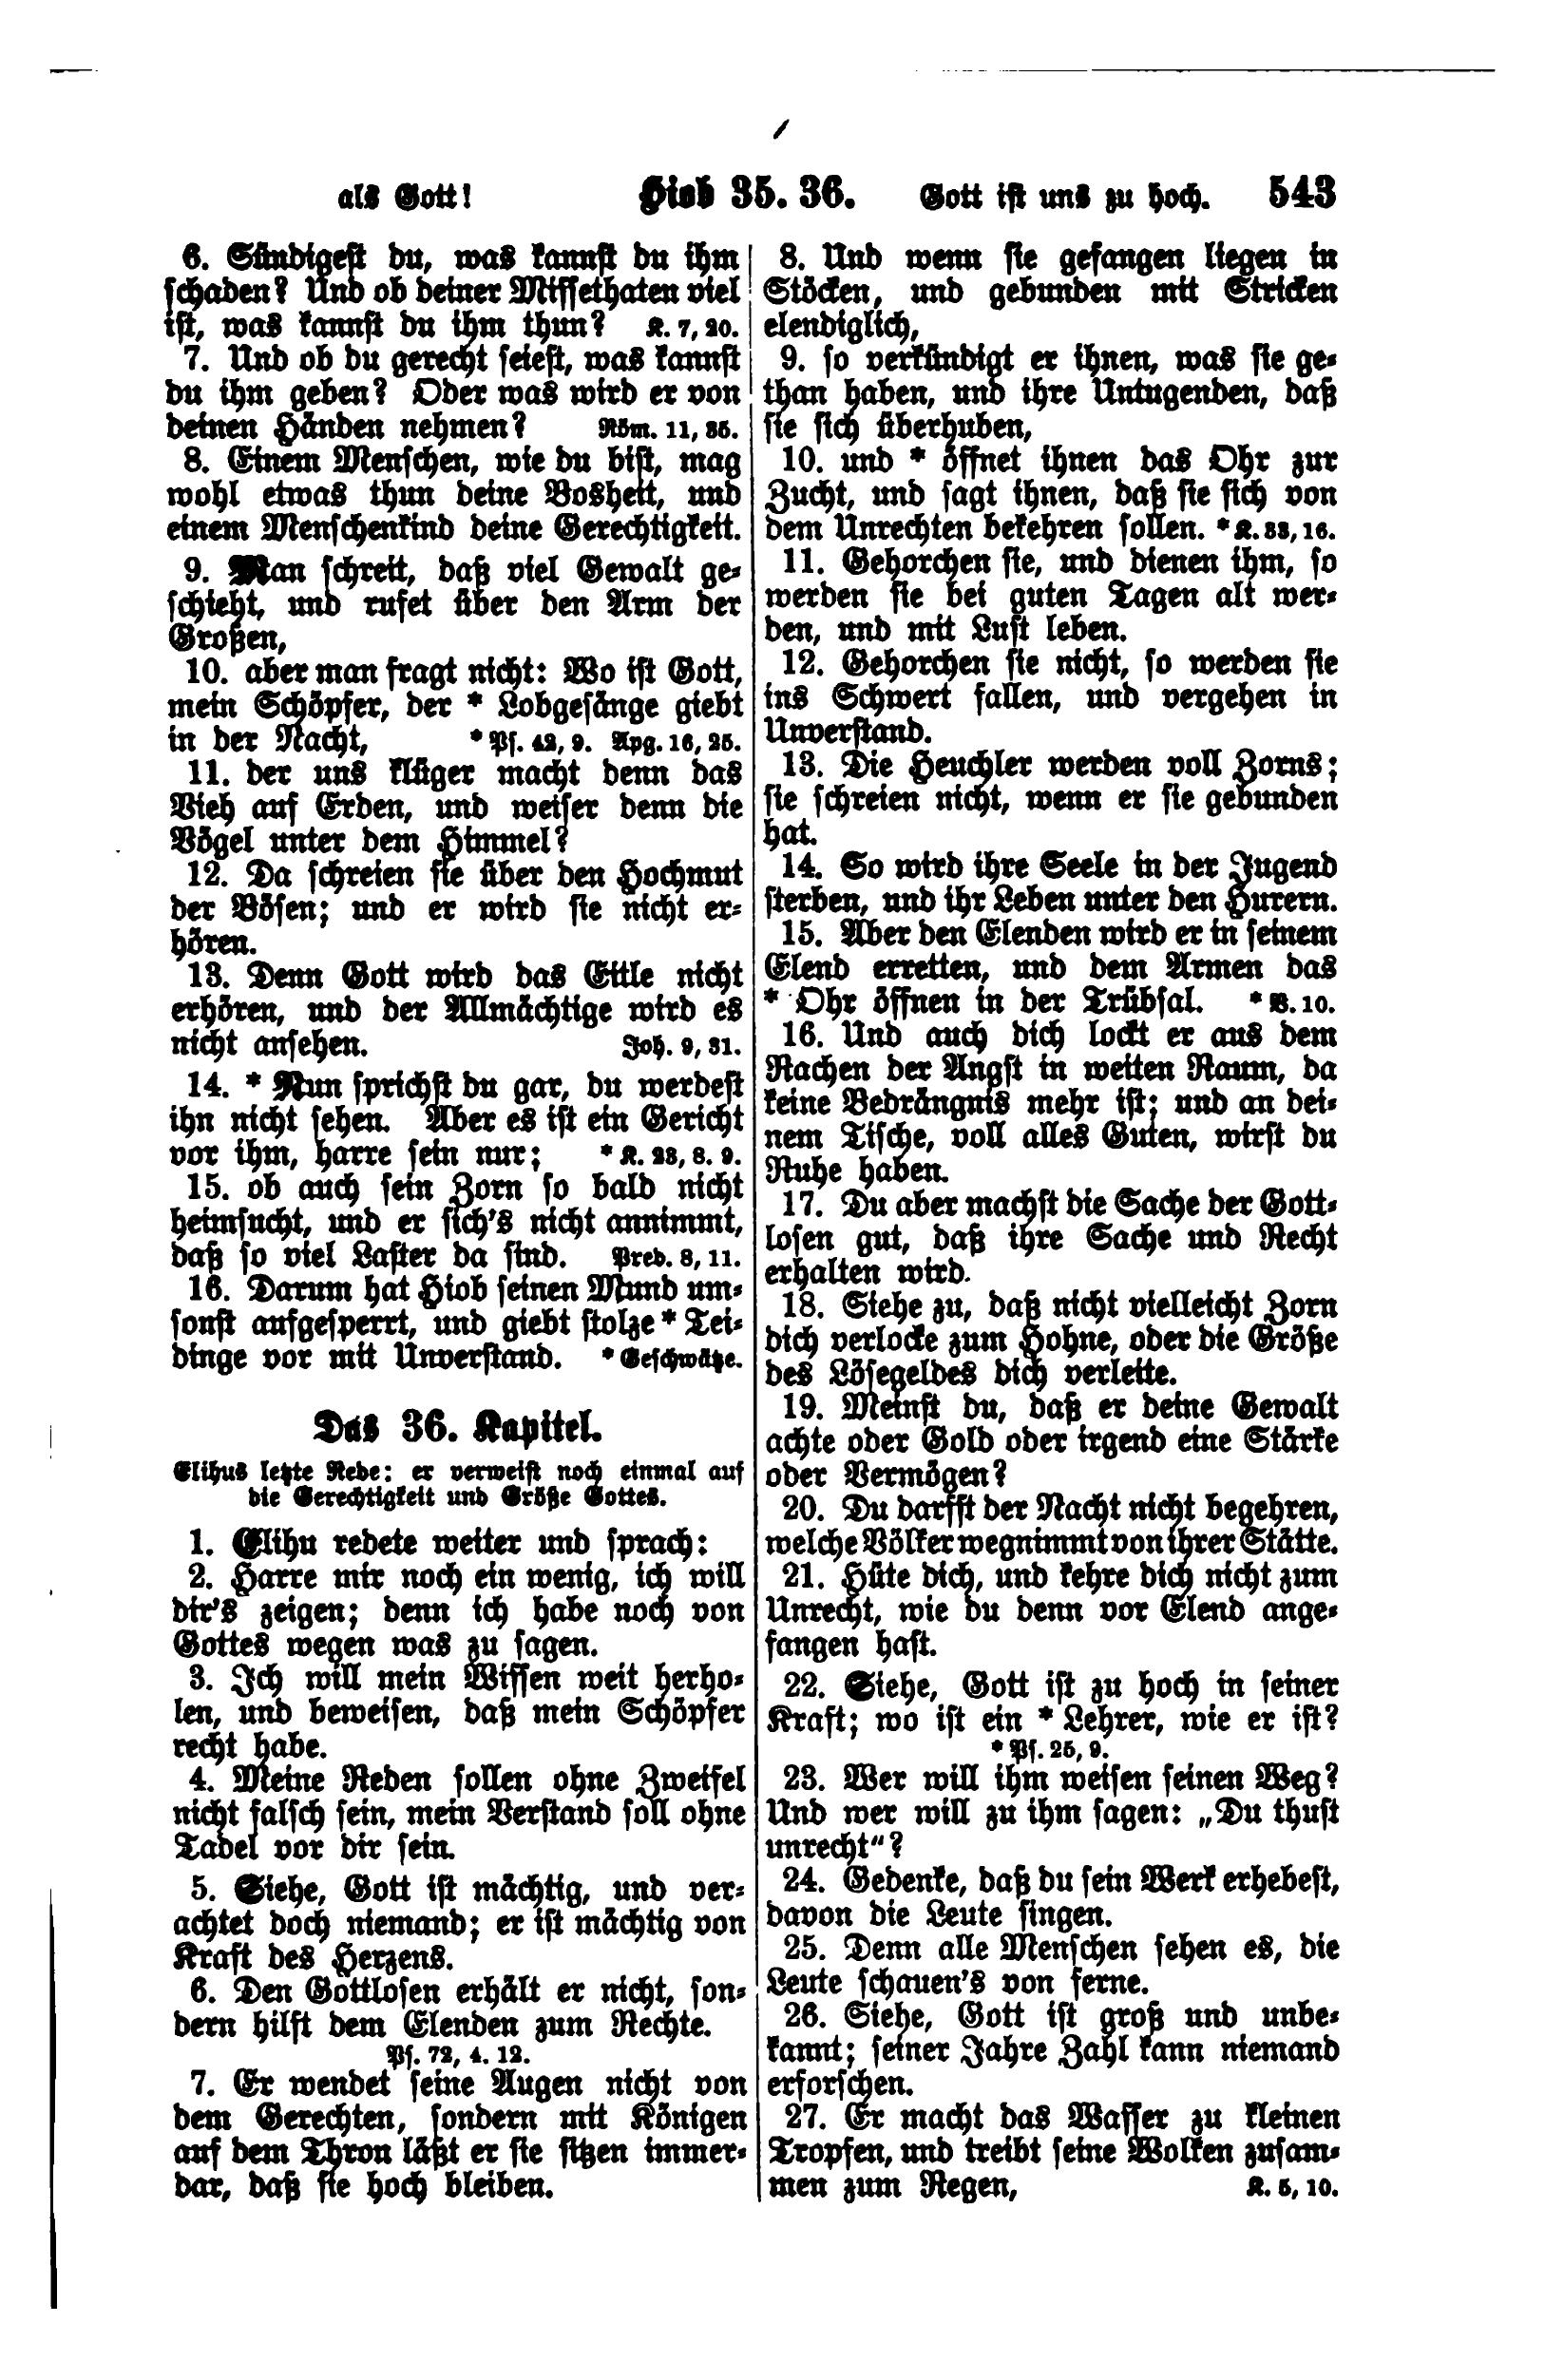 als Gott! Hiob 35. 36. Gott ist uns zu hoch. 543
6. Sündigest du, was kannst du ihm
schaden? Und ob deiner Missethaten viel
ist, was kannst du ihm thun? K. 7, 20.
7. Und ob du gerecht seiest, was kannst
du ihm geben? Oder was wird er von
deinen Händen nehmen? Röm. 11, 35.
8. Einem Menschen, wie du bist, mag
wohl etwas thun deine Bosheit, und
einem Menschenkind deine Gerechtigkeit.
9. Man schreit, daß viel Gewalt ge-
schieht, und rufet über den Arm der
Großen,
10. aber man fragt nicht: Wo ist Gott,
mein Schöpfer, der * Lobgesänge giebt
in der Nacht, * Ps. 42, 9. Apg. 16, 25.
11. der uns klüger macht denn das
Vieh auf Erden, und weiser denn die
Vögel unter dem Himmel?
12. Da schreien sie über den Hochmut
der Bösen; und er wird sie nicht er-
hören.
13. Denn Gott wird das Eitle nicht
erhören, und der Allmächtige wird es
nicht ansehen. Joh. 9, 31.
14. * Nun sprichst du gar, du werdest
ihn nicht sehen. Aber es ist ein Gericht
vor ihm, harre sein nur; * K. 23, 8. 9.
15. ob auch sein Zorn so bald nicht
heimsucht, und er sich's nicht annimmt,
daß so viel Laster da sind. Pred. 8, 11.
16. Darum hat Hiob seinen Mund um-
sonst aufgesperrt, und giebt stolze * Tei-
dinge vor mit Unverstand. * Geschwätze.
Das 36. Kapitel.
Elihus letzte Rede: er verweist noch einmal auf
die Gerechtigkeit und Größe Gottes.
1. Elihu redete weiter und sprach:
2. Harre mir noch ein wenig, ich will
dir's zeigen; denn ich habe noch von
Gottes wegen was zu sagen.
3. Ich will mein Wissen weit herho-
len, und beweisen, daß mein Schöpfer
recht habe.
4. Meine Reden sollen ohne Zweifel
nicht falsch sein, mein Verstand soll ohne
Tadel vor dir sein.
5. Siehe, Gott ist mächtig, und ver-
achtet doch niemand; er ist mächtig von
Kraft des Herzens.
6. Den Gottlosen erhält er nicht, son-
dern hilft dem Elenden zum Rechte.
Ps. 72, 4. 12.
7. Er wendet seine Augen nicht von
dem Gerechten, sondern mit Königen
auf dem Thron läßt er sie sitzen immer-
dar, daß sie hoch bleiben.
8. Und wenn sie gefangen liegen in
Stöcken, und gebunden mit Stricken
elendiglich,
9. so verkündigt er ihnen, was sie ge-
than haben, und ihre Untugenden, daß
sie sich überhuben,
10. und * öffnet ihnen das Ohr zur
Zucht, und sagt ihnen, daß sie sich von
dem Unrechten bekehren sollen. * K. 33, 16.
11. Gehorchen sie, und dienen ihm, so
werden sie bei guten Tagen alt wer-
den, und mit Lust leben.
12. Gehorchen sie nicht, so werden sie
ins Schwert fallen, und vergehen in
Unverstand.
13. Die Heuchler werden voll Zorns;
sie schreien nicht, wenn er sie gebunden
hat.
14. So wird ihre Seele in der Jugend
sterben, und ihr Leben unter den Hurern.
15. Aber den Elenden wird er in seinem
Elend erretten, und dem Armen das
* Ohr öffnen in der Trübsal. * V. 10.
16. Und auch dich lockt er aus dem
Rachen der Angst in weiten Raum, da
keine Bedrängnis mehr ist; und an dei-
nem Tische, voll alles Guten, wirst du
Ruhe haben.
17. Du aber machst die Sache der Gott-
losen gut, daß ihre Sache und Recht
erhalten wird.
18. Siehe zu, daß nicht vielleicht Zorn
dich verlocke zum Hohne, oder die Größe
des Lösegeldes dich verleite.
19. Meinst du, daß er deine Gewalt
achte oder Gold oder irgend eine Stärke
oder Vermögen?
20. Du darfst der Nacht nicht begehren,
welche Völker wegnimmt von ihrer Stätte.
21. Hüte dich, und kehre dich nicht zum
Unrecht, wie du denn vor Elend ange-
fangen hast.
22. Siehe, Gott ist zu hoch in seiner
Kraft; wo ist ein * Lehrer, wie er ist?
* Ps. 25, 9.
23. Wer will ihm weisen seinen Weg?
Und wer will zu ihm sagen: „Du thust
unrecht“?
24. Gedenke, daß du sein Werk erhebest,
davon die Leute singen.
25. Denn alle Menschen sehen es, die
Leute schauen's von ferne.
26. Siehe, Gott ist groß und unbe-
kannt; seiner Jahre Zahl kann niemand
erforschen.
27. Er macht das Wasser zu kleinen
Tropfen, und treibt seine Wolken zusam-
men zum Regen, K. 5, 10.